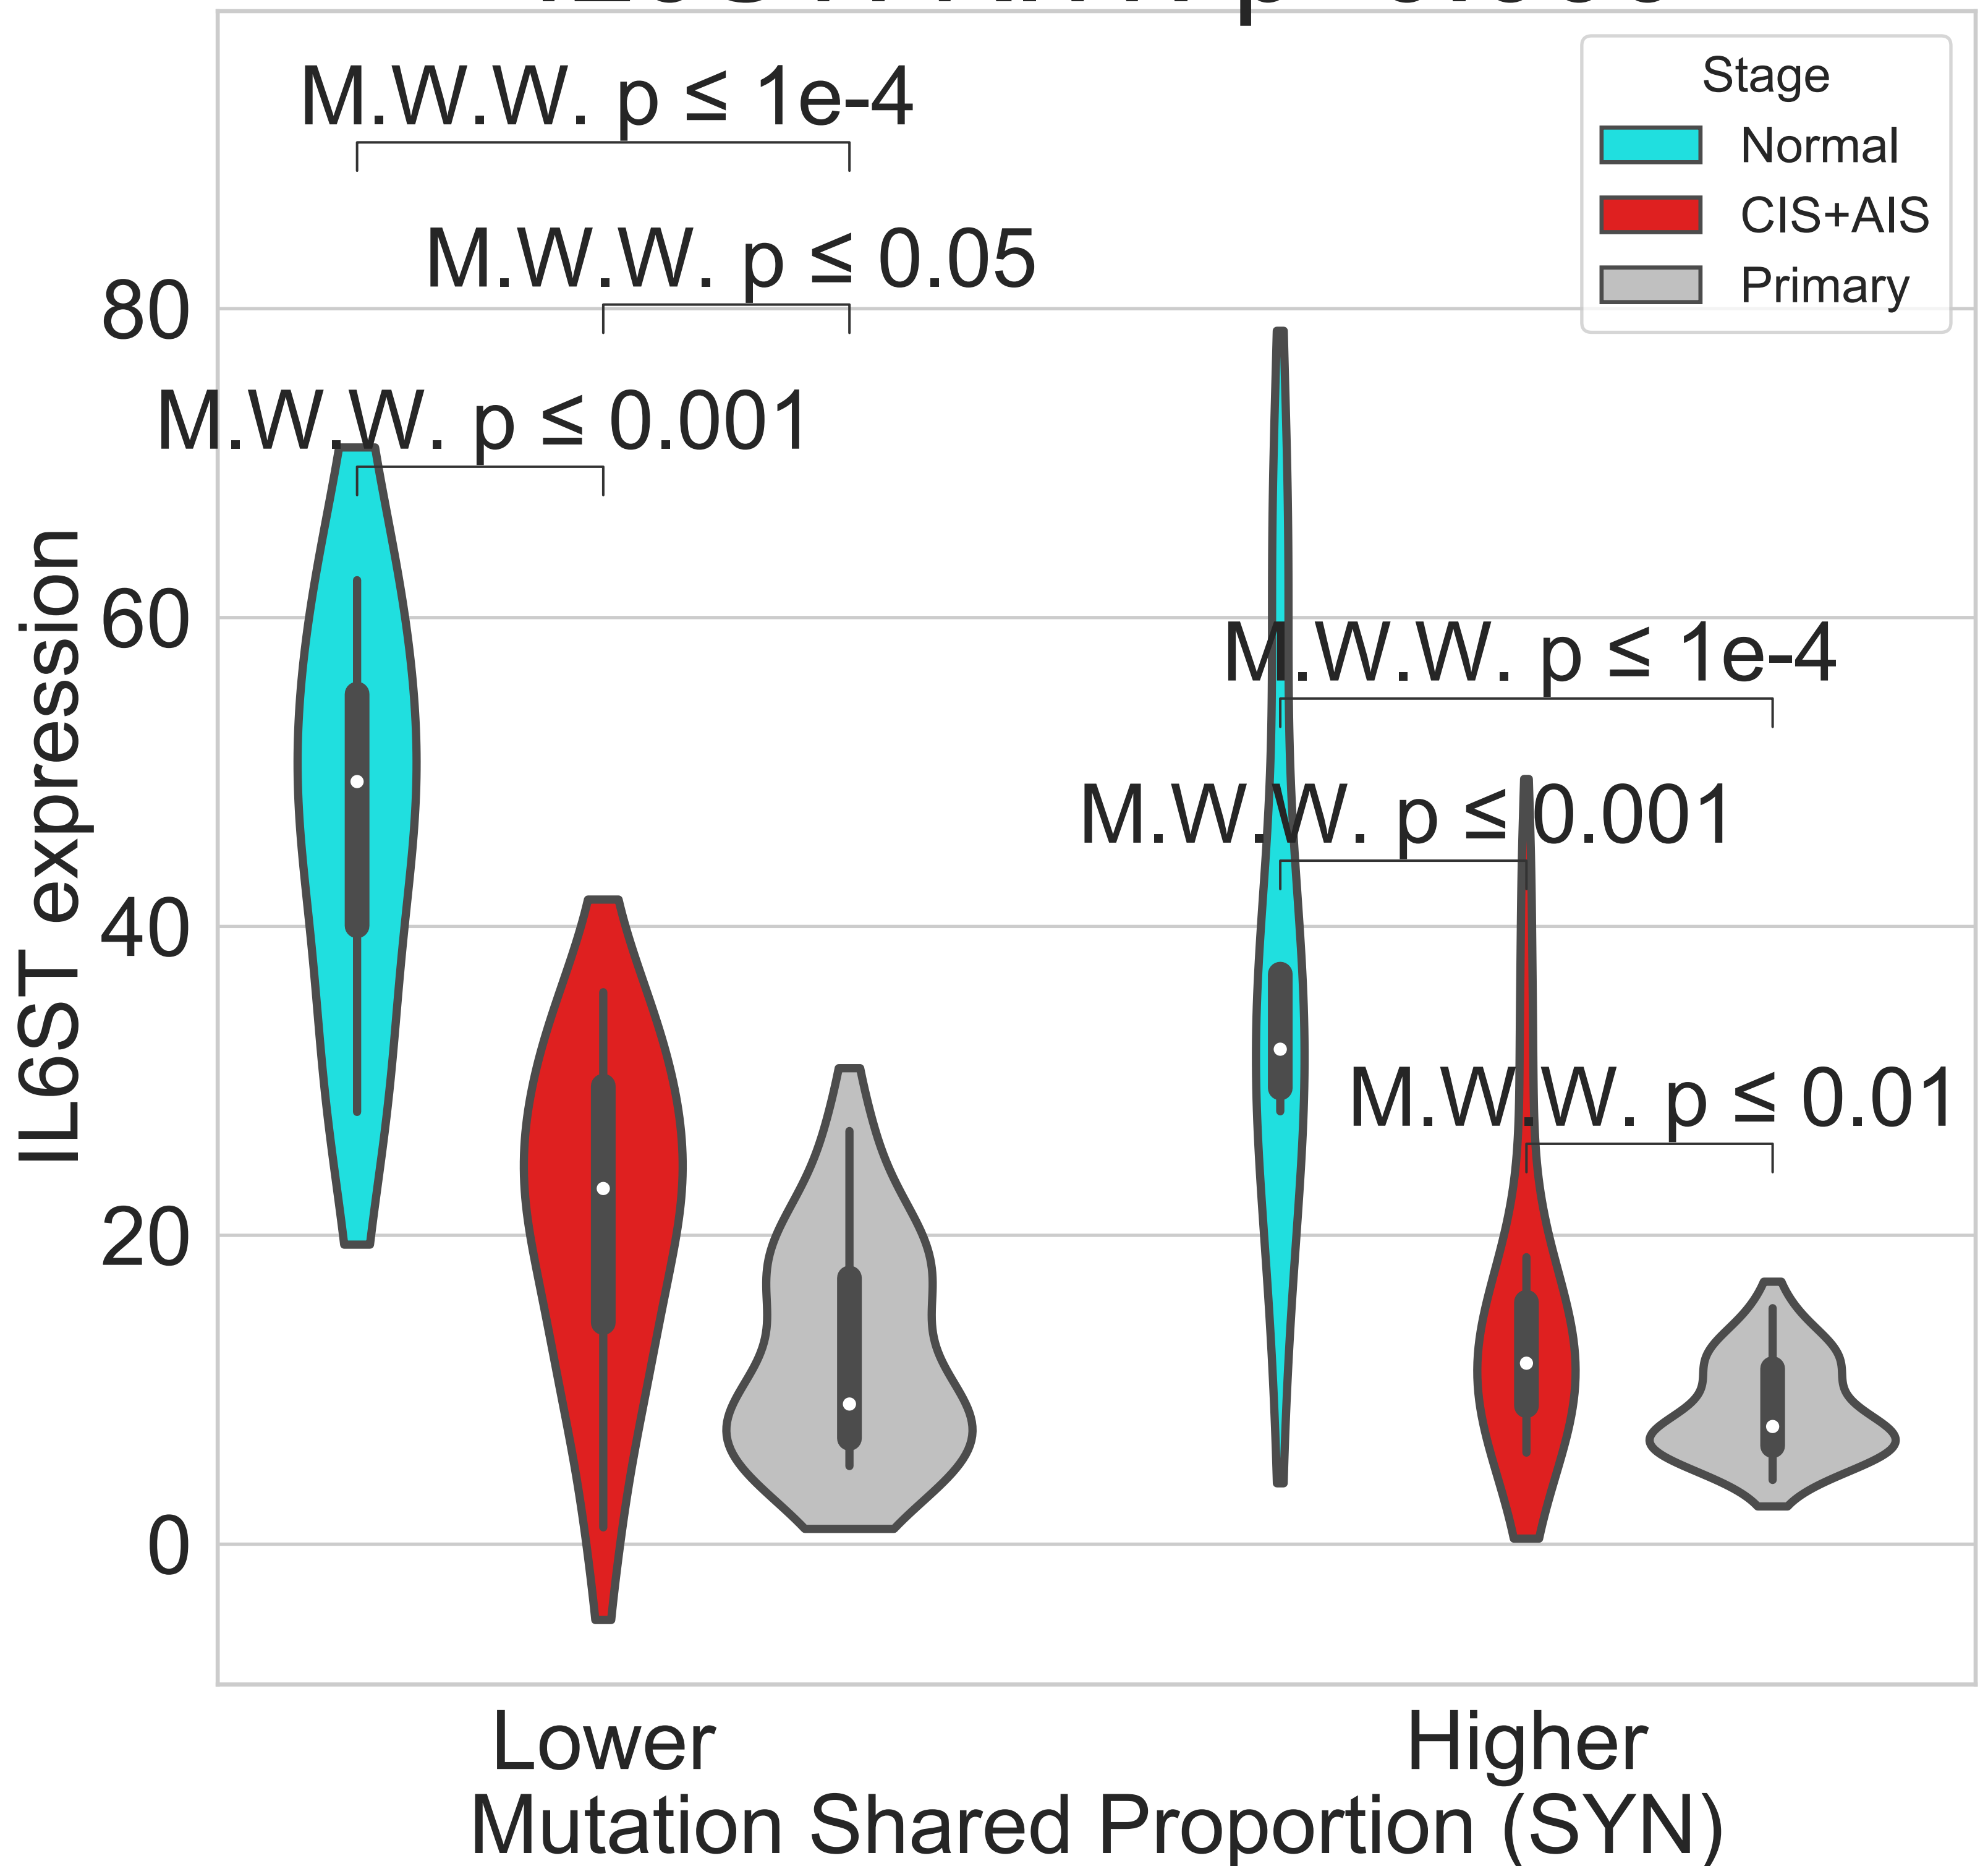 Stage
Normal
CIS+AIS
Primary
M.W.W. p ≤ 1e-4
M.W.W. p ≤ 0.05
M.W.W. p ≤ 0.001
M.W.W. p ≤ 1e-4
M.W.W. p ≤ 0.001
M.W.W. p ≤ 0.01
80
60
40
20
0
IL6ST expression
Lower
Higher
Mutation Shared Proportion (SYN)